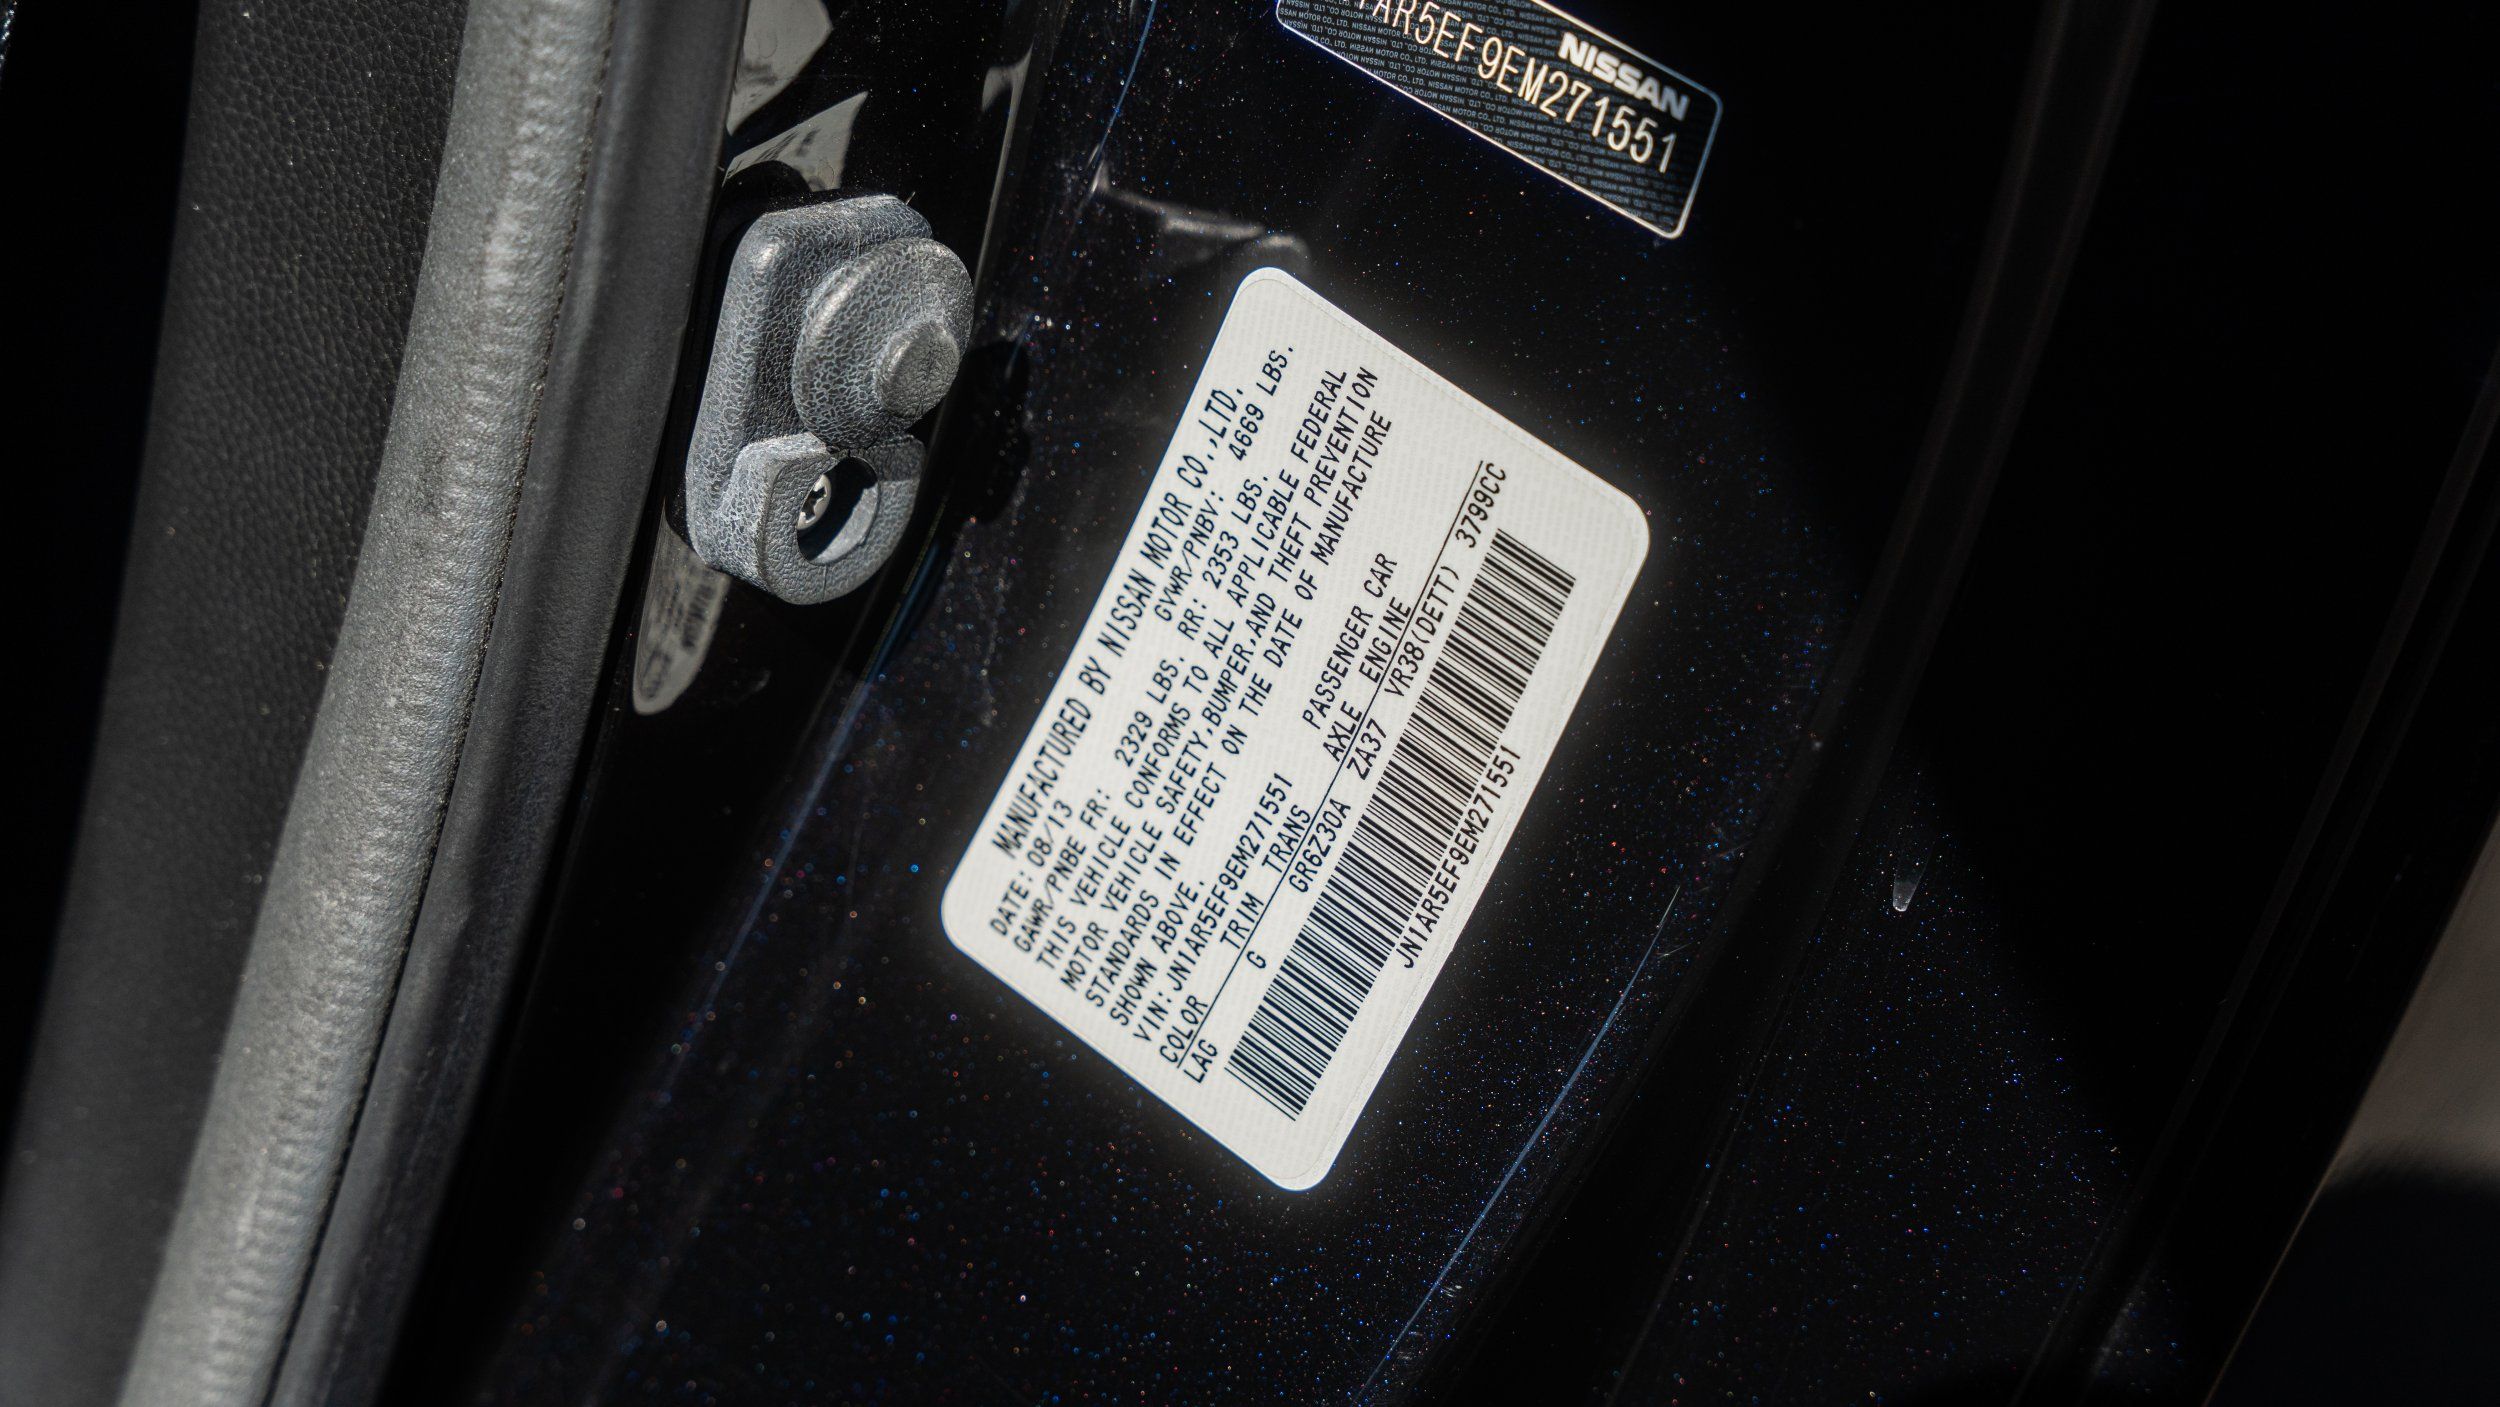 NISSAN
AR5EF9EM271551
MANUFACTURED BY NISSAN MOTOR CO.,LTD.
DATE: 08/13 GVWR/PNBV: 4669 LBS.
GAWR/PNBE FR: 2329 LBS. RR: 2353 LBS.
THIS VEHICLE CONFORMS TO ALL APPLICABLE FEDERAL
MOTOR VEHICLE SAFETY,BUMPER,AND THEFT PREVENTION
STANDARDS IN EFFECT ON THE DATE OF MANUFACTURE
SHOWN ABOVE.
VIN:JN1AR5EF9EM271551 PASSENGER CAR
COLOR TRIM TRANS AXLE ENGINE
LAG G GR6Z30A ZA37 VR38(DETT) 3799CC
JN1AR5EF9EM271551